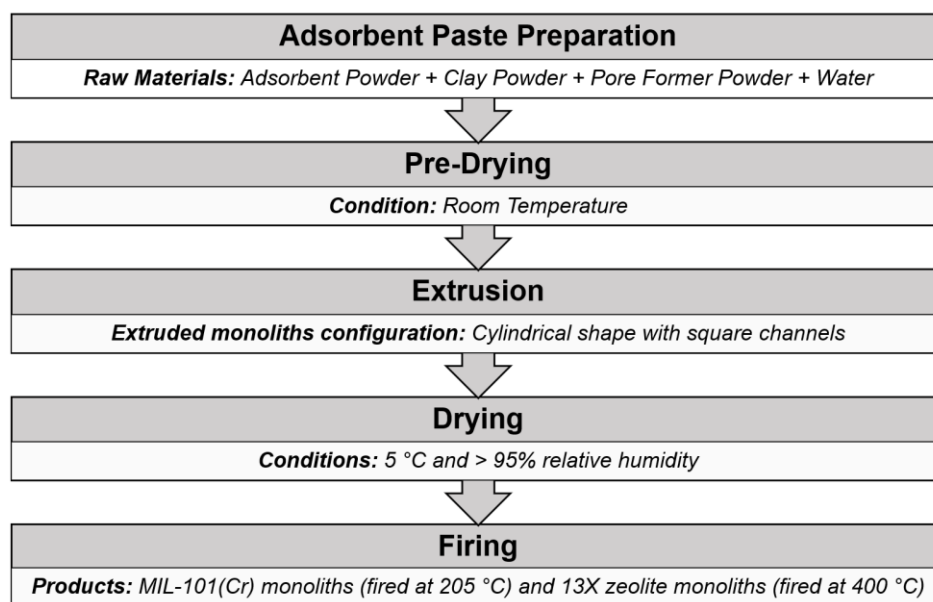 Adsorbent Paste Preparation
Raw Materials: Adsorbent Powder + Clay Powder + Pore Former Powder + Water
Pre-Drying
Condition: Room Temperature
Extrusion
Extruded monoliths configuration: Cylindrical shape with square channels
Drying
Conditions: 5 °C and > 95% relative humidity
Firing
Products: MIL-101(Cr) monoliths (fired at 205 °C) and 13X zeolite monoliths (fired at 400 °C)